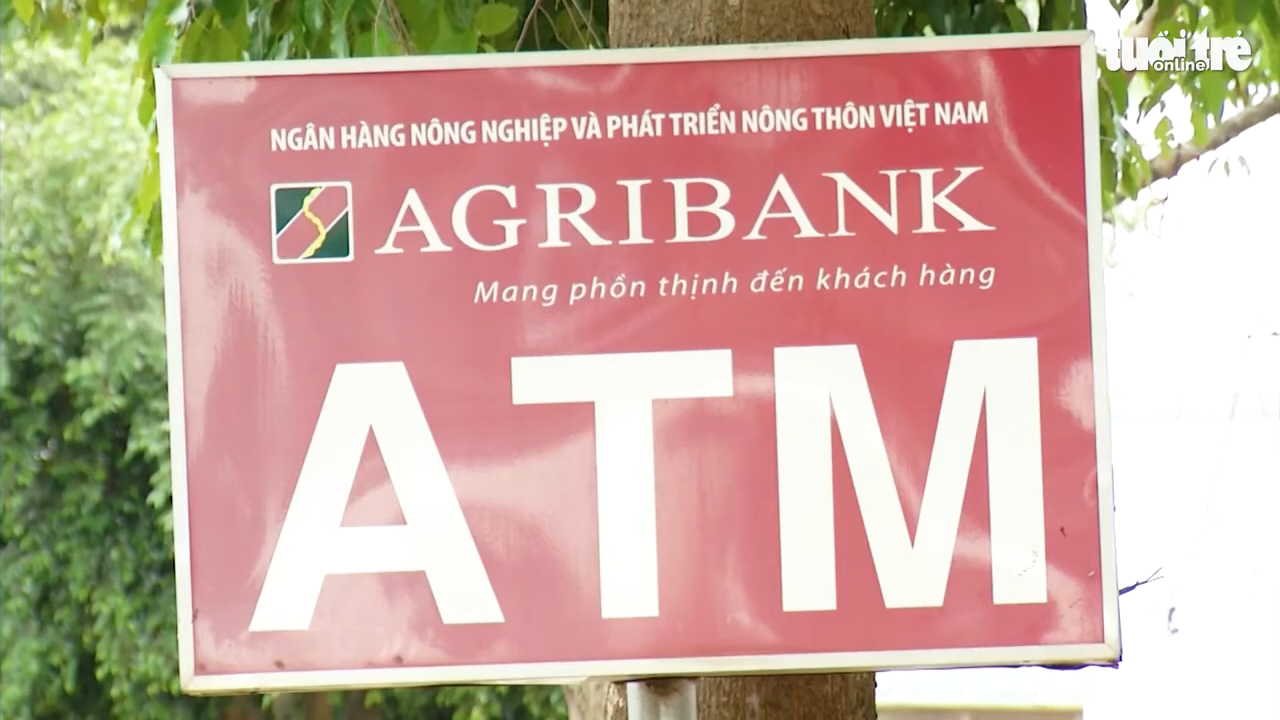 tuổi trẻ
online
NGÂN HÀNG NÔNG NGHIỆP VÀ PHÁT TRIỂN NÔNG THÔN VIỆT NAM
AGRIBANK
Mang phồn thịnh đến khách hàng
ATM